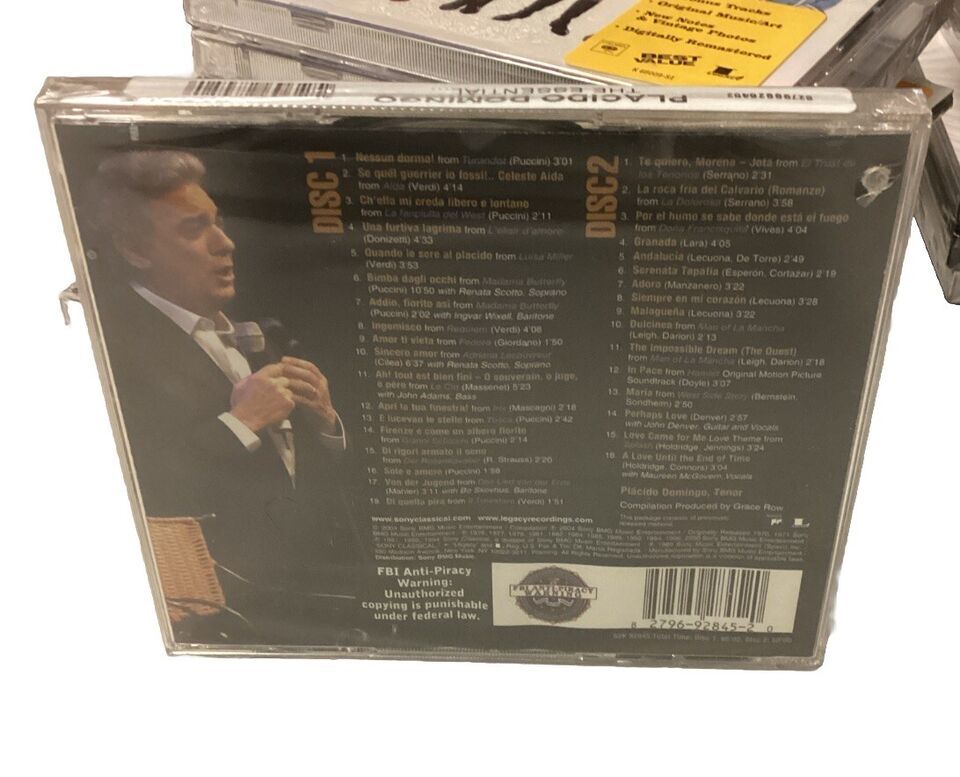 Bonus Tracks
• Original Music/Art
• New Notes
& Vintage Photos
• Digitally Remastered
BEST
VALUE
PLÁCIDO DOMINGO
THE ESSENTIAL...
DISC 1
1. Nessun dorma! from Turandot (Puccini) 3'01
2. Se quel guerrier io fossi!.. Celeste Aida
from Aida (Verdi) 4'14
3. Ch'ella mi creda libero e lontano
from La fanciulla del West (Puccini) 2'11
4. Una furtiva lagrima from L'elisir d'amore
(Donizetti) 4'33
5. Quando le sere al placido from Luisa Miller
(Verdi) 3'53
6. Bimba dagli occhi from Madama Butterfly
(Puccini) 10'50 with Renata Scotto, Soprano
7. Addio, fiorito asil from Madama Butterfly
(Puccini) 2'02 with Ingvar Wixell, Baritone
8. Ingemisco from Requiem (Verdi) 4'08
9. Amor ti vieta from Fedora (Giordano) 1'50
10. Sincero amor from Adriana Lecouvreur
(Cilea) 6'37 with Renata Scotto, Soprano
11. Ah! tout est bien fini – O souverain, o juge,
o père from Le Cid (Massenet) 5'23
with John Adams, Bass
12. Apri la tua finestra! from Iris (Mascagni) 2'18
13. E lucevan le stelle from Tosca (Puccini) 2'42
14. Firenze è come un albero fiorito
from Gianni Schicchi (Puccini) 2'14
15. Di rigori armato il seno
from Der Rosenkavalier (R. Strauss) 2'20
16. Sole e amore (Puccini) 1'58
17. Von der Jugend from Das Lied von der Erde
(Mahler) 3'11 with Bo Skovhus, Baritone
18. Di quella pira from Il Trovatore (Verdi) 1'51
DISC 2
1. Te quiero, Morena – Jota from El Trust de
los Tenorios (Serrano) 2'31
2. La roca fría del Calvario (Romanze)
from La Dolorosa (Serrano) 3'58
3. Por el humo se sabe donde está el fuego
from Doña Francisquita (Vives) 4'04
4. Granada (Lara) 4'05
5. Andalucia (Lecuona, De Torre) 2'49
6. Serenata Tapatía (Esperón, Cortazar) 2'19
7. Adoro (Manzanero) 3'22
8. Siempre en mi corazón (Lecuona) 3'28
9. Malagueña (Lecuona) 3'22
10. Dulcinea from Man of La Mancha
(Leigh, Darion) 2'13
11. The Impossible Dream (The Quest)
from Man of La Mancha (Leigh, Darion) 2'18
12. In Pace from Hamlet Original Motion Picture
Soundtrack (Doyle) 3'07
13. Maria from West Side Story (Bernstein,
Sondheim) 2'50
14. Perhaps Love (Denver) 2'57
with John Denver, Guitar and Vocals
15. Love Came for Me Love Theme from
Splash (Holdridge, Jennings) 3'24
16. A Love Until the End of Time
(Holdridge, Connors) 3'04
with Maureen McGovern, Vocals
Plácido Domingo, Tenor
Compilation Produced by Grace Row
This package consists of previously
released material.
www.sonyclassical.com www.legacyrecordings.com
Distribution: Sony BMG Music.
FBI Anti-Piracy
Warning:
Unauthorized
copying is punishable
under federal law.
FBI ANTI-PIRACY
WARNING
8 2796-92845-2 0